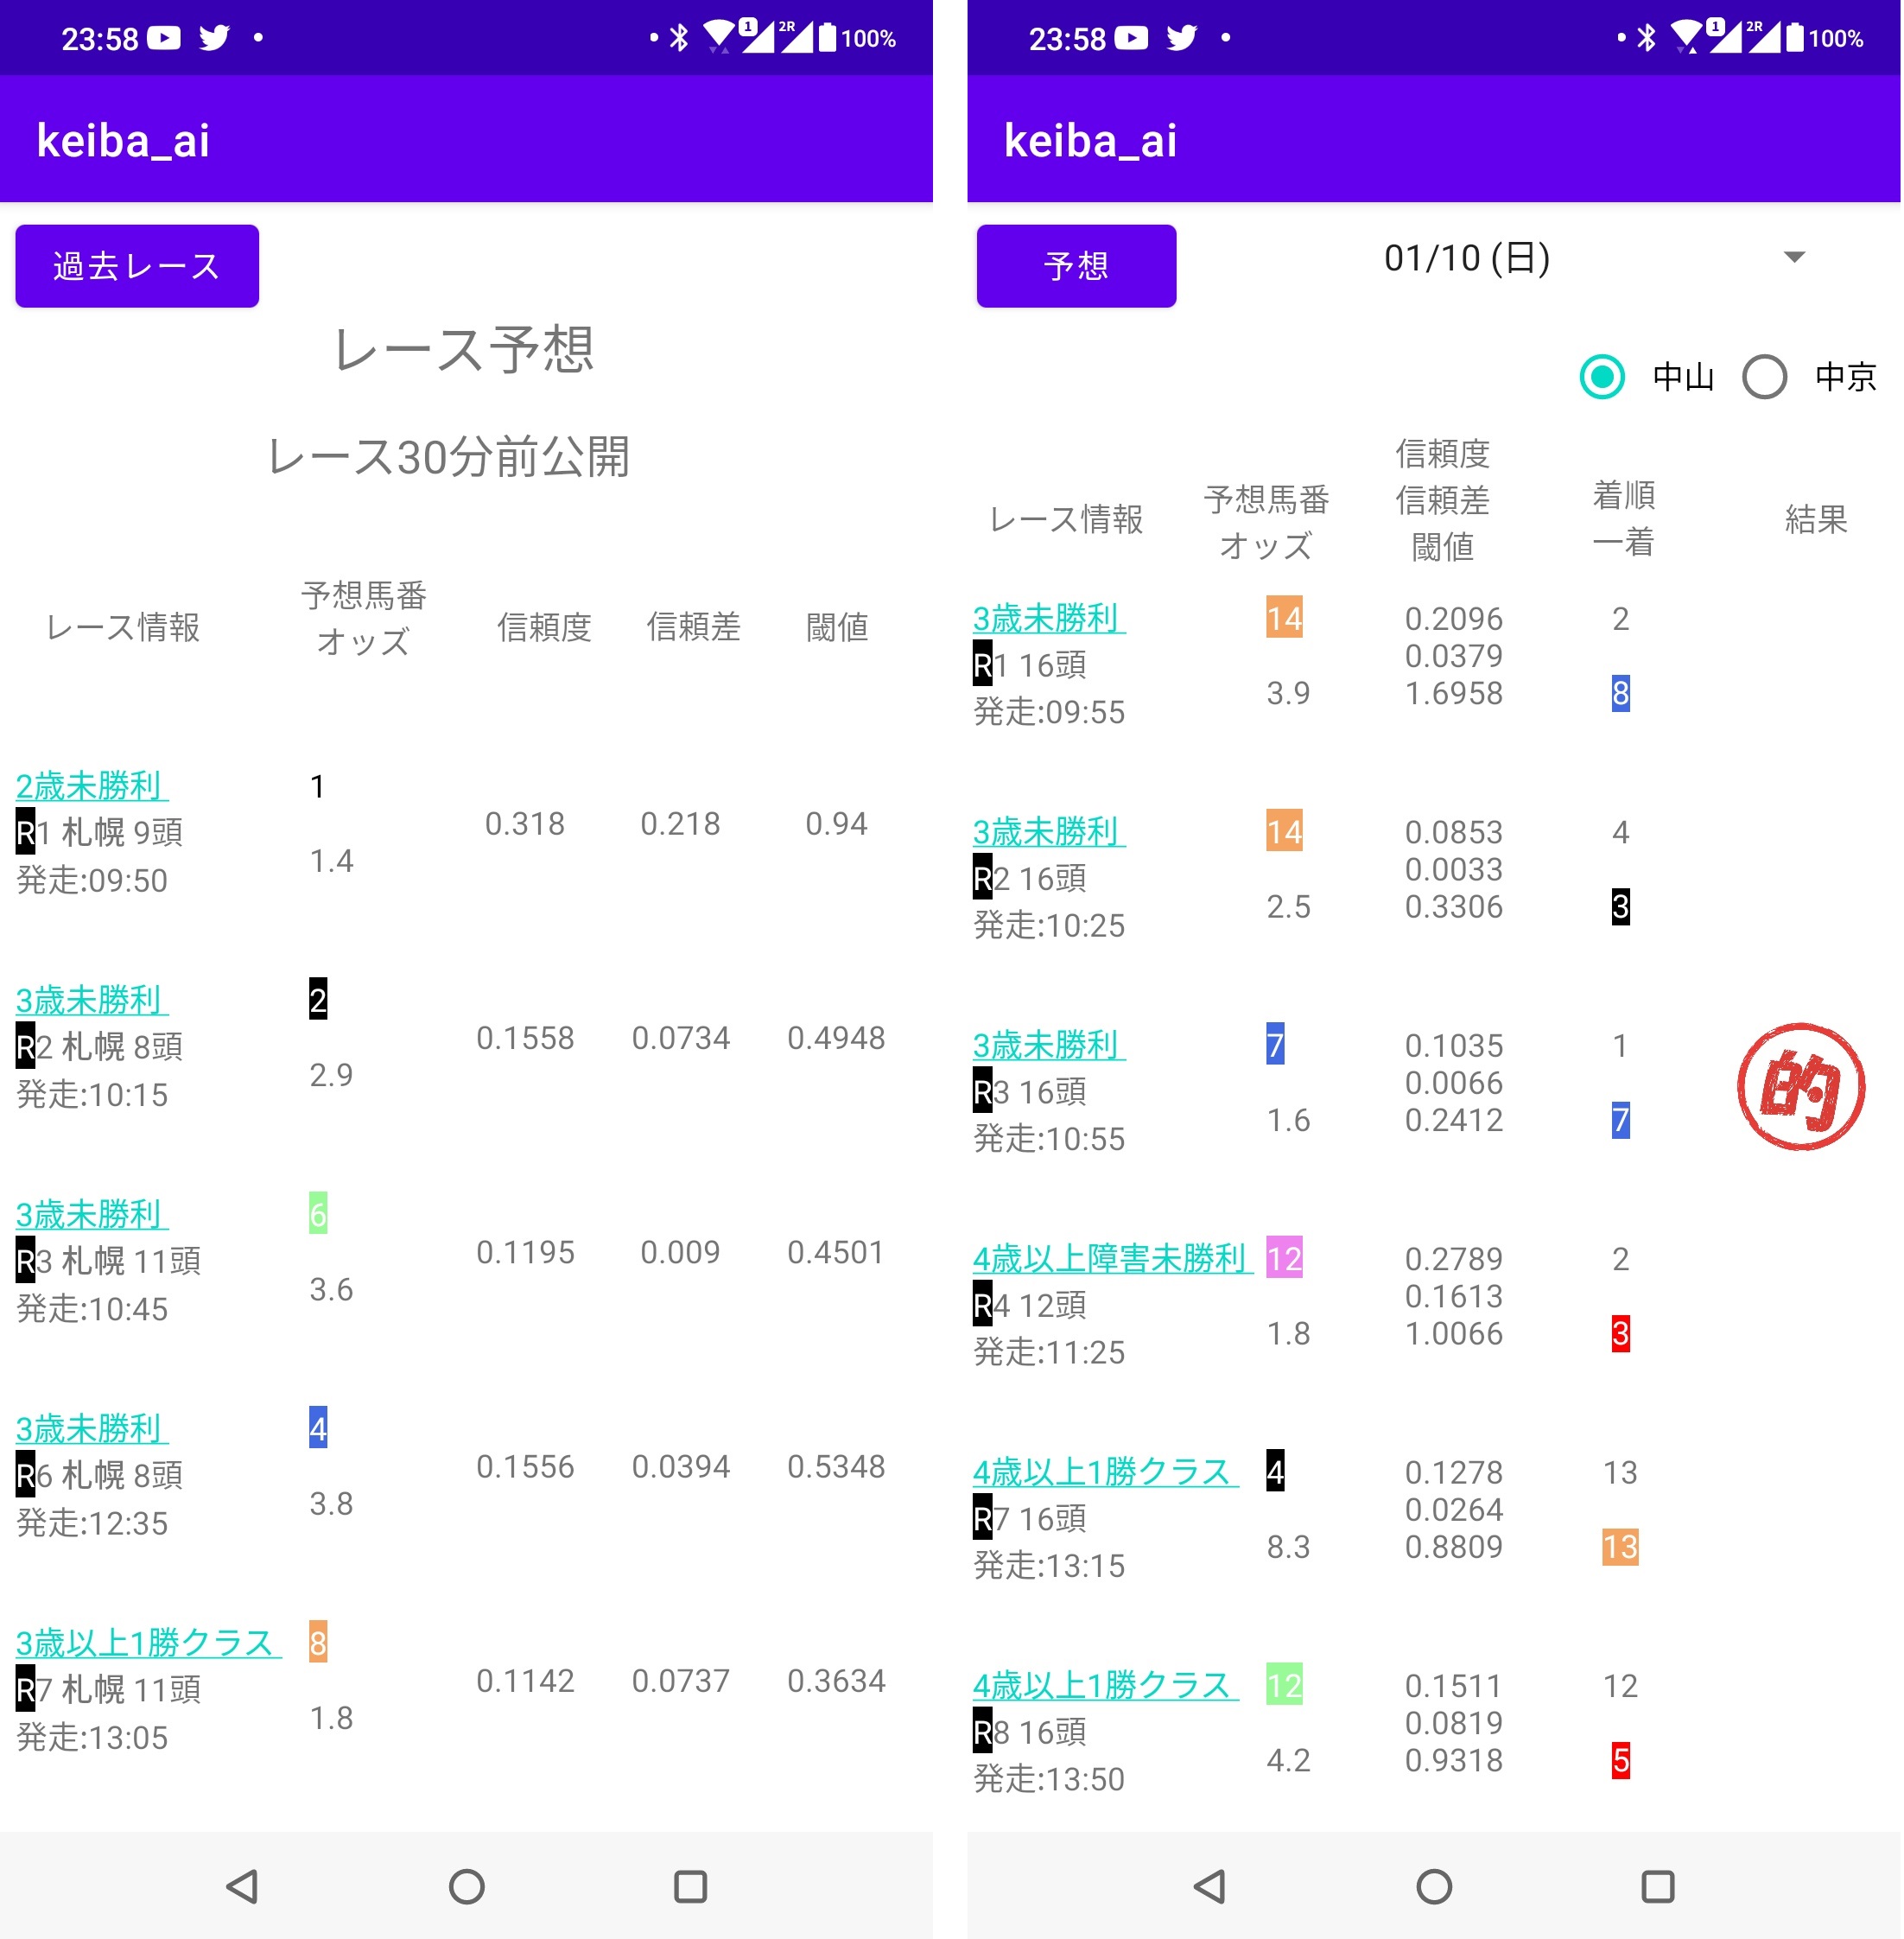 23:58
1
2R
100%
keiba_ai
過去レース
レース予想
レース30分前公開
レース情報
予想馬番
オッズ
信頼度
信頼差
閾値
2歳未勝利
R1 札幌 9頭
発走:09:50
1
1.4
0.318
0.218
0.94
3歳未勝利
R2 札幌 8頭
発走:10:15
2
2.9
0.1558
0.0734
0.4948
3歳未勝利
R3 札幌 11頭
発走:10:45
6
3.6
0.1195
0.009
0.4501
3歳未勝利
R6 札幌 8頭
発走:12:35
4
3.8
0.1556
0.0394
0.5348
3歳以上1勝クラス
R7 札幌 11頭
発走:13:05
8
1.8
0.1142
0.0737
0.3634
23:58
1
2R
100%
keiba_ai
予想
01/10 (日)
中山
中京
レース情報
予想馬番
オッズ
信頼度
信頼差
閾値
着順
一着
結果
3歳未勝利
R1 16頭
発走:09:55
14
3.9
0.2096
0.0379
1.6958
2
8
3歳未勝利
R2 16頭
発走:10:25
14
2.5
0.0853
0.0033
0.3306
4
3
3歳未勝利
R3 16頭
発走:10:55
7
1.6
0.1035
0.0066
0.2412
1
7
的
4歳以上障害未勝利
R4 12頭
発走:11:25
12
1.8
0.2789
0.1613
1.0066
2
3
4歳以上1勝クラス
R7 16頭
発走:13:15
4
8.3
0.1278
0.0264
0.8809
13
13
4歳以上1勝クラス
R8 16頭
発走:13:50
12
4.2
0.1511
0.0819
0.9318
12
5